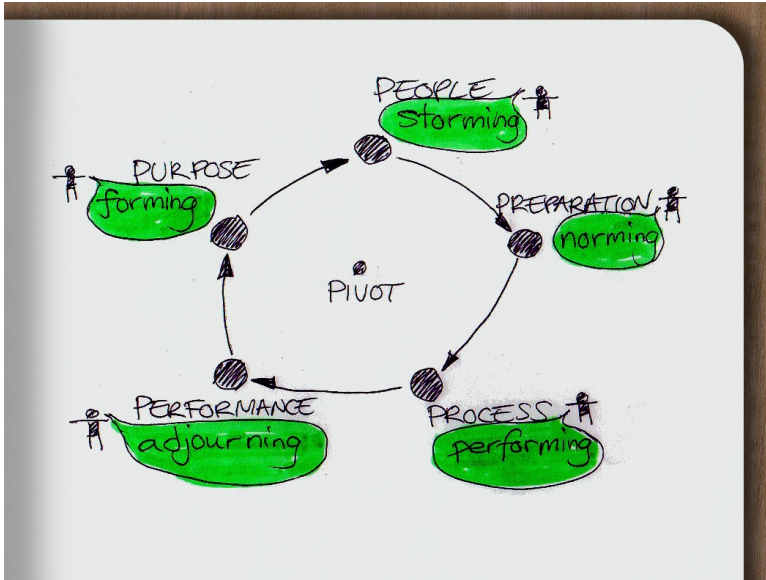 PEOPLE
storming
PURPOSE
forming
PREPARATION
norming
PIVOT
PERFORMANCE
adjourning
PROCESS
performing